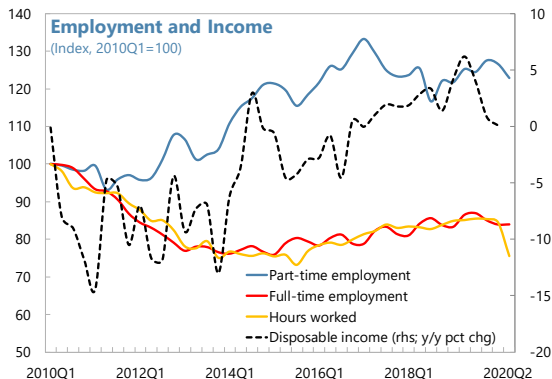 Employment and Income
(Index, 2010Q1=100)
140
130
120
110
100
90
80
70
60
50
10
5
0
-5
-10
-15
-20
Part-time employment
Full-time employment
Hours worked
Disposable income (rhs; y/y pct chg)
2010Q1 2012Q1 2014Q1 2016Q1 2018Q1 2020Q2